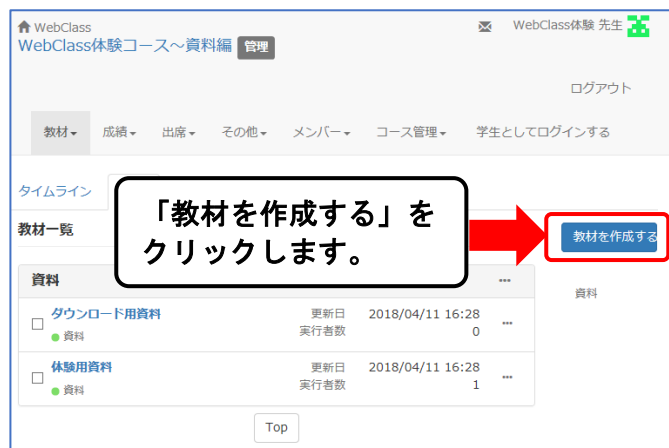 WebClass
WebClass体験 先生
WebClass体験コース～資料編 管理
ログアウト
教材 成績 出席 その他 メンバー コース管理 学生としてログインする
タイムライン
「教材を作成する」を
クリックします。
教材一覧
教材を作成する
資料
資料
ダウンロード用資料 更新日 2018/04/11 16:28
実行者数 0
資料
体験用資料 更新日 2018/04/11 16:28
実行者数 1
資料
Top